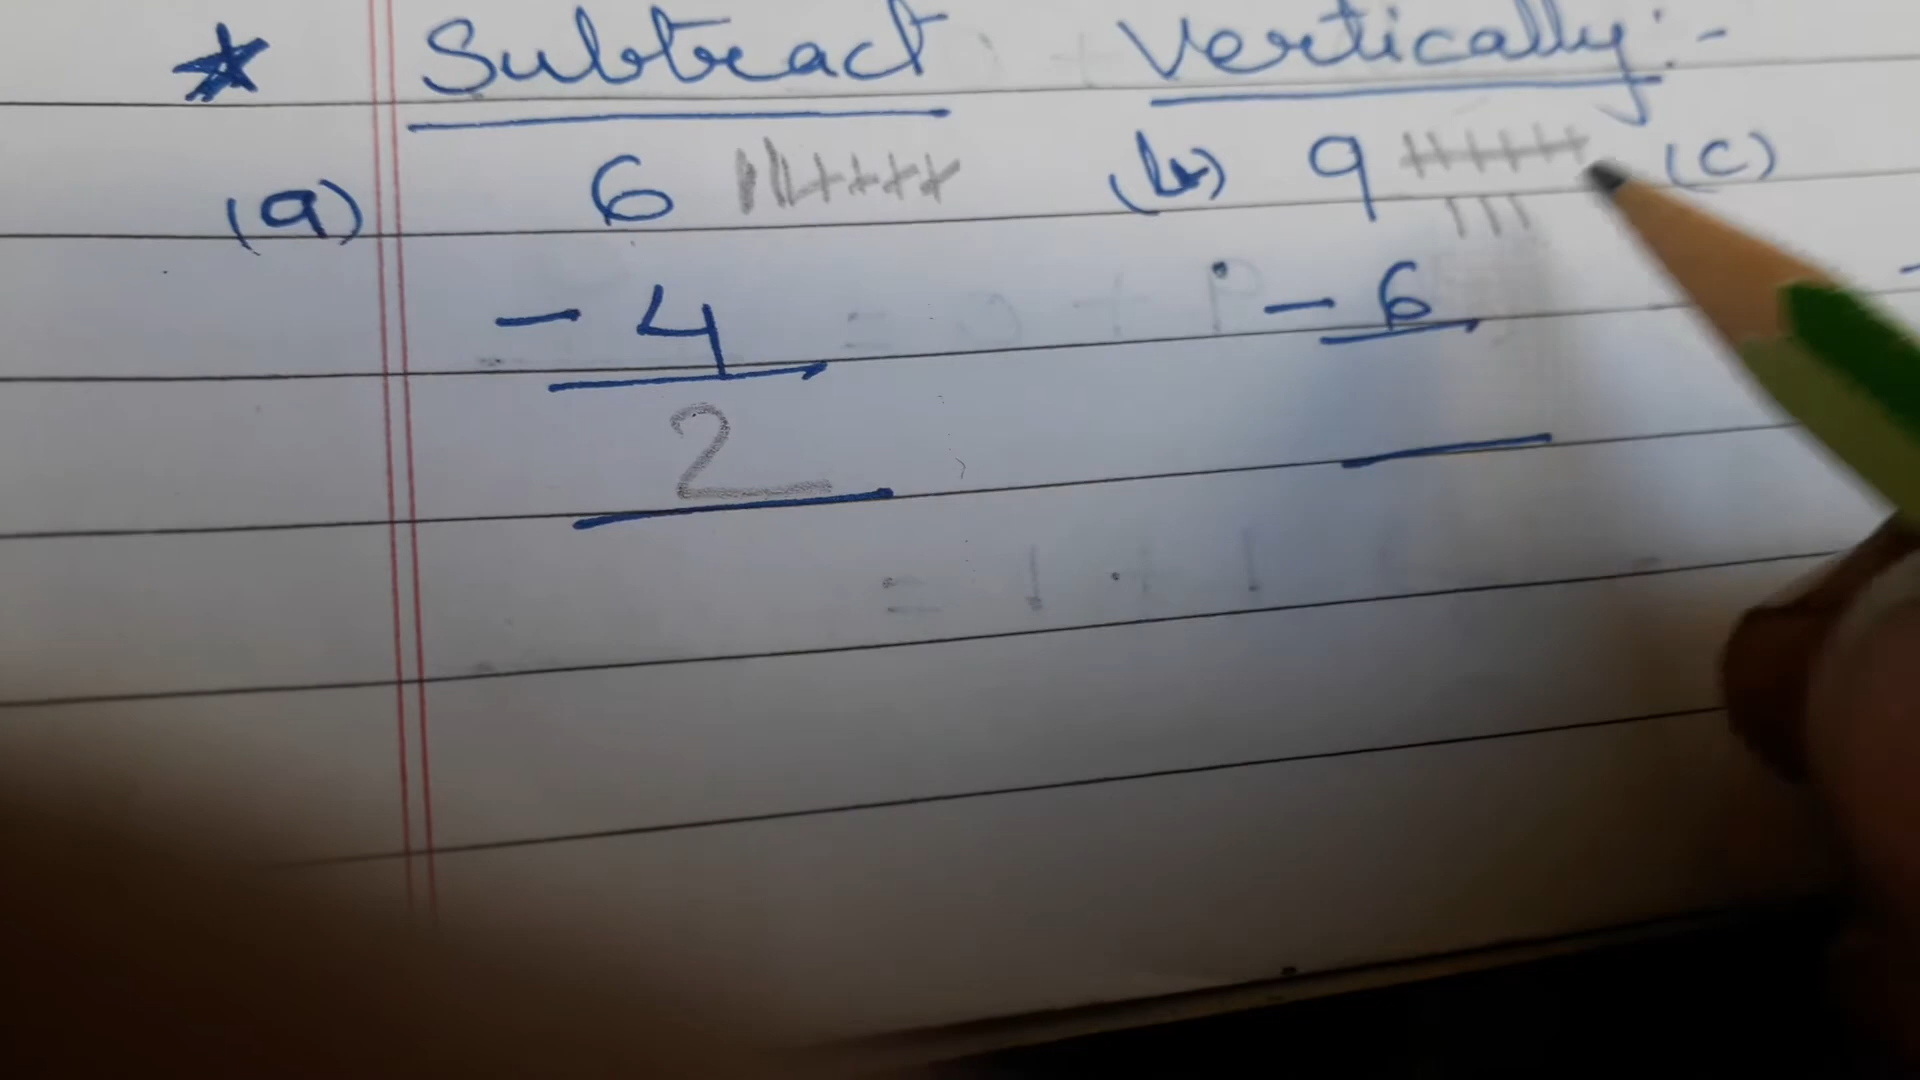 ★ Subtract Vertically:-
(a) 6 (b) 9 (c)
- 4 - 6
2